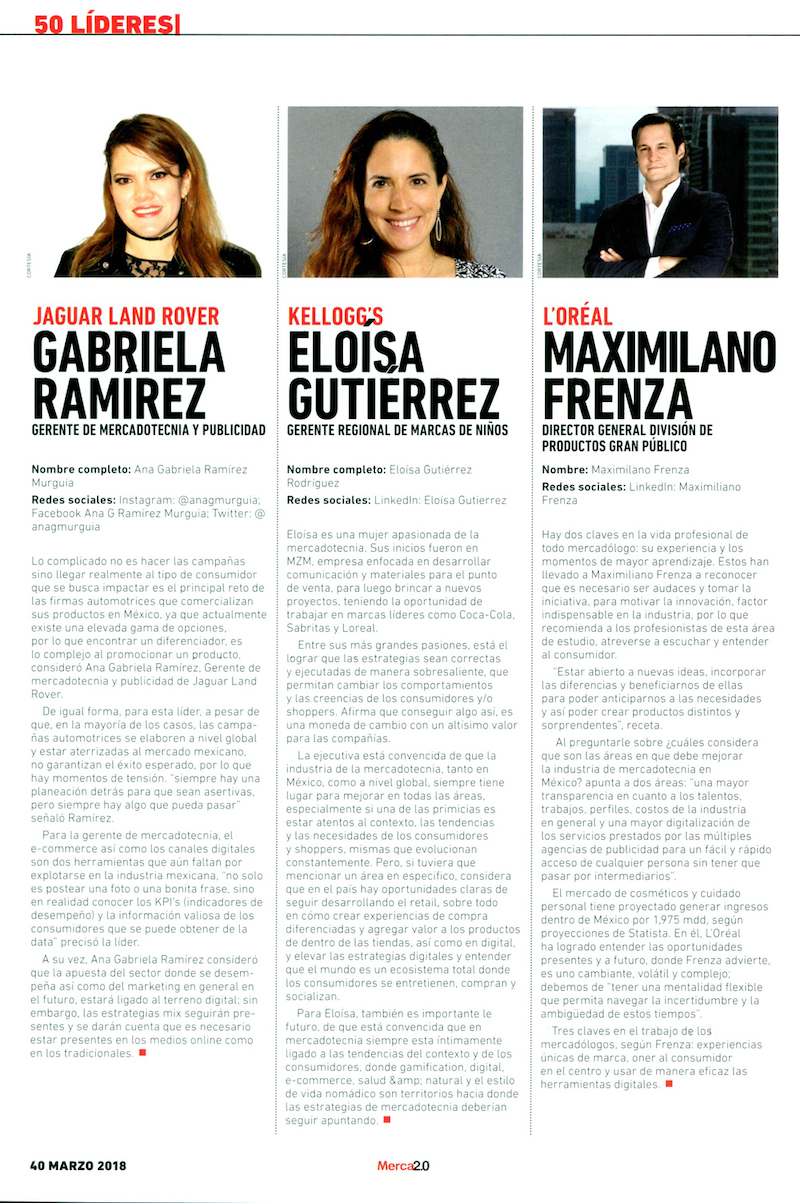 50 LÍDERES|
CORTESÍA
JAGUAR LAND ROVER
GABRIELA
RAMÍREZ
GERENTE DE MERCADOTECNIA Y PUBLICIDAD
Nombre completo: Ana Gabriela Ramírez
Murguía
Redes sociales: Instagram: @anagmurguia;
Facebook Ana G Ramírez Murguia; Twitter: @
anagmurguia
Lo complicado no es hacer las campañas
sino llegar realmente al tipo de consumidor
que se busca impactar es el principal reto de
las firmas automotrices que comercializan
sus productos en México, ya que actualmente
existe una elevada gama de opciones,
por lo que encontrar un diferenciador, es
lo complejo al promocionar un producto,
consideró Ana Gabriela Ramírez, Gerente de
mercadotecnia y publicidad de Jaguar Land
Rover.
De igual forma, para esta líder, a pesar de
que, en la mayoría de los casos, las campa-
ñas automotrices se elaboren a nivel global
y estar aterrizadas al mercado mexicano,
no garantizan el éxito esperado, por lo que
hay momentos de tensión. “siempre hay una
planeación detrás para que sean asertivas,
pero siempre hay algo que pueda pasar”
señaló Ramírez.
Para la gerente de mercadotecnia, el
e-commerce así como los canales digitales
son dos herramientas que aún faltan por
explotarse en la industria mexicana, “no solo
es postear una foto o una bonita frase, sino
en realidad conocer los KPI’s (indicadores de
desempeño) y la información valiosa de los
consumidores que se puede obtener de la
data” precisó la líder.
A su vez, Ana Gabriela Ramírez consideró
que la apuesta del sector donde se desem-
peña así como del marketing en general en
el futuro, estará ligado al terreno digital; sin
embargo, las estrategias mix seguirán pre-
sentes y se darán cuenta que es necesario
estar presentes en los medios online como
en los tradicionales.
CORTESÍA
KELLOGG’S
ELOÍSA
GUTIÉRREZ
GERENTE REGIONAL DE MARCAS DE NIÑOS
Nombre completo: Eloísa Gutiérrez
Rodríguez
Redes sociales: LinkedIn: Eloísa Gutierrez
Eloísa es una mujer apasionada de la
mercadotecnia. Sus inicios fueron en
MZM, empresa enfocada en desarrollar
comunicación y materiales para el punto
de venta, para luego brincar a nuevos
proyectos, teniendo la oportunidad de
trabajar en marcas líderes como Coca-Cola,
Sabritas y Loreal.
Entre sus más grandes pasiones, está el
lograr que las estrategias sean correctas
y ejecutadas de manera sobresaliente, que
permitan cambiar los comportamientos
y las creencias de los consumidores y/o
shoppers. Afirma que conseguir algo así, es
una moneda de cambio con un altísimo valor
para las compañías.
La ejecutiva está convencida de que la
industria de la mercadotecnia, tanto en
México, como a nivel global, siempre tiene
lugar para mejorar en todas las áreas,
especialmente si una de las primicias es
estar atentos al contexto, las tendencias
y las necesidades de los consumidores
y shoppers, mismas que evolucionan
constantemente. Pero, si tuviera que
mencionar un área en especifico, considera
que en el país hay oportunidades claras de
seguir desarrollando el retail, sobre todo
en cómo crear experiencias de compra
diferenciadas y agregar valor a los productos
de dentro de las tiendas, así como en digital,
y elevar las estrategias digitales y entender
que el mundo es un ecosistema total donde
los consumidores se entretienen, compran y
socializan.
Para Eloísa, también es importante le
futuro, de que está convencida que en
mercadotecnia siempre esta íntimamente
ligado a las tendencias del contexto y de los
consumidores, donde gamification, digital,
e-commerce, salud &amp; natural y el estilo
de vida nomádico son territorios hacia donde
las estrategias de mercadotecnia deberían
seguir apuntando.
CORTESÍA
L’ORÉAL
MAXIMILANO
FRENZA
DIRECTOR GENERAL DIVISIÓN DE
PRODUCTOS GRAN PÚBLICO
Nombre: Maximilano Frenza
Redes sociales: LinkedIn: Maximiliano
Frenza
Hay dos claves en la vida profesional de
todo mercadólogo: su experiencia y los
momentos de mayor aprendizaje. Estos han
llevado a Maximiliano Frenza a reconocer
que es necesario ser audaces y tomar la
iniciativa, para motivar la innovación, factor
indispensable en la industria, por lo que
recomienda a los profesionistas de esta área
de estudio, atreverse a escuchar y entender
al consumidor.
“Estar abierto a nuevas ideas, incorporar
las diferencias y beneficiarnos de ellas
para poder anticiparnos a las necesidades
y así poder crear productos distintos y
sorprendentes”, receta.
Al preguntarle sobre ¿cuáles considera
que son las áreas en que debe mejorar
la industria de mercadotecnia en
México? apunta a dos áreas: “una mayor
transparencia en cuanto a los talentos,
trabajos, perfiles, costos de la industria
en general y una mayor digitalización de
los servicios prestados por las múltiples
agencias de publicidad para un fácil y rápido
acceso de cualquier persona sin tener que
pasar por intermediarios”.
El mercado de cosméticos y cuidado
personal tiene proyectado generar ingresos
dentro de México por 1,975 mdd, según
proyecciones de Statista. En él, L’Oréal
ha logrado entender las oportunidades
presentes y a futuro, donde Frenza advierte,
es uno cambiante, volátil y complejo;
debemos de “tener una mentalidad flexible
que permita navegar la incertidumbre y la
ambigüedad de estos tiempos”.
Tres claves en el trabajo de los
mercadólogos, según Frenza: experiencias
únicas de marca, oner al consumidor
en el centro y usar de manera eficaz las
herramientas digitales.
40 MARZO 2018
Merca2.0